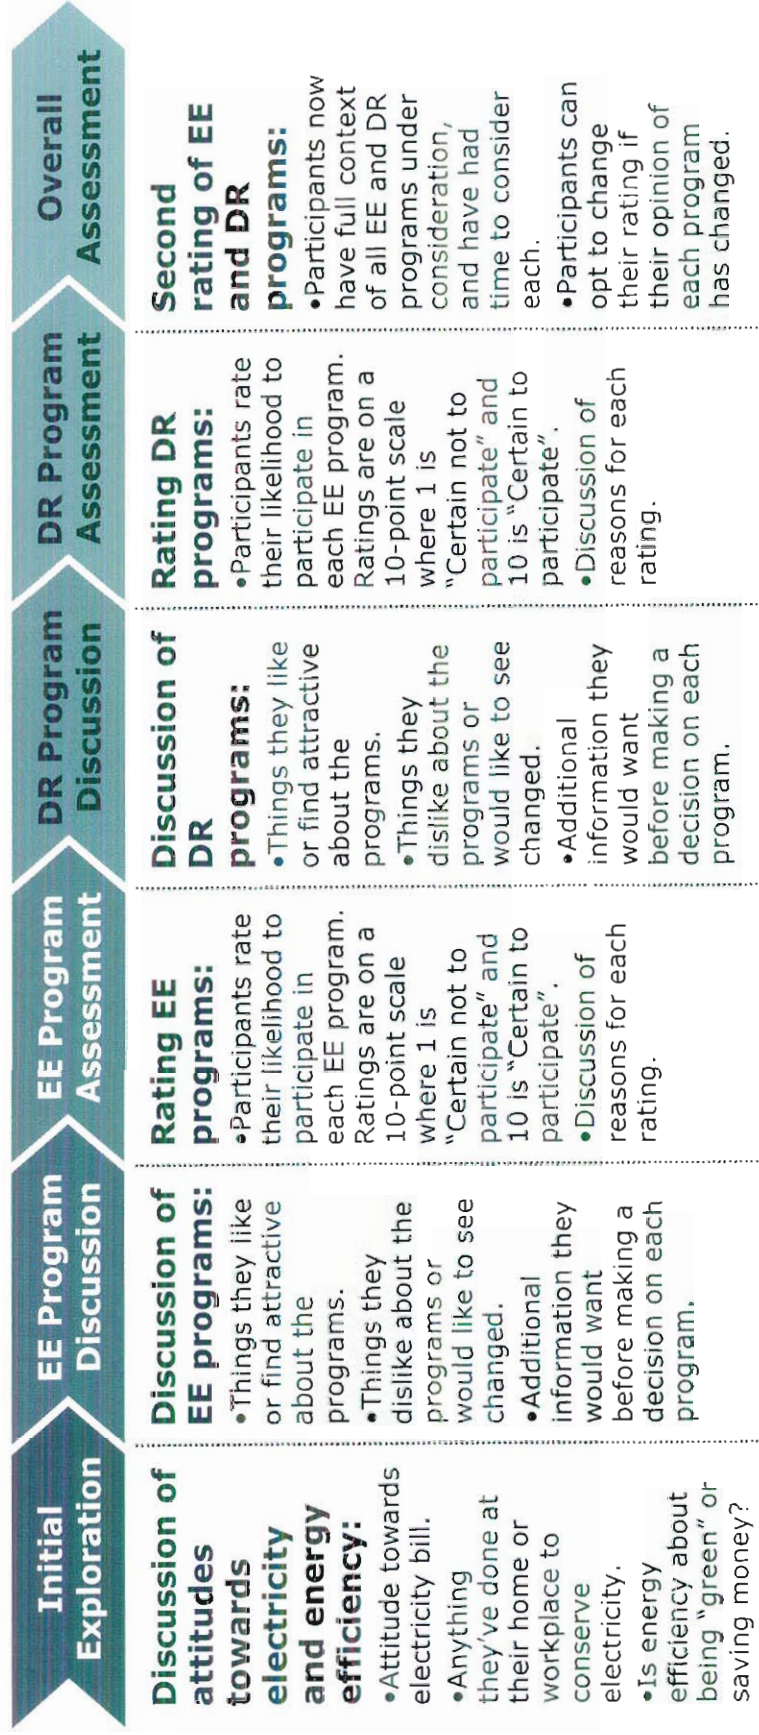 Initial
Exploration
Discussion of
attitudes
towards
electricity
and energy
efficiency:
•Attitude towards
electricity bill.
•Anything
they've done at
their home or
workplace to
conserve
electricity.
•Is energy
efficiency about
being "green" or
saving money?
EE Program
Discussion
Discussion of
EE programs:
•Things they like
or find attractive
about the
programs.
•Things they
dislike about the
programs or
would like to see
changed.
•Additional
information they
would want
before making a
decision on each
program.
EE Program
Assessment
Rating EE
programs:
•Participants rate
their likelihood to
participate in
each EE program.
Ratings are on a
10-point scale
where 1 is
"Certain not to
participate" and
10 is "Certain to
participate".
•Discussion of
reasons for each
rating.
DR Program
Discussion
Discussion of
DR
programs:
•Things they like
or find attractive
about the
programs.
•Things they
dislike about the
programs or
would like to see
changed.
•Additional
information they
would want
before making a
decision on each
program.
DR Program
Assessment
Rating DR
programs:
•Participants rate
their likelihood to
participate in
each EE program.
Ratings are on a
10-point scale
where 1 is
"Certain not to
participate" and
10 is "Certain to
participate".
•Discussion of
reasons for each
rating.
Overall
Assessment
Second
rating of EE
and DR
programs:
•Participants now
have full context
of all EE and DR
programs under
consideration,
and have had
time to consider
each.
•Participants can
opt to change
their rating if
their opinion of
each program
has changed.